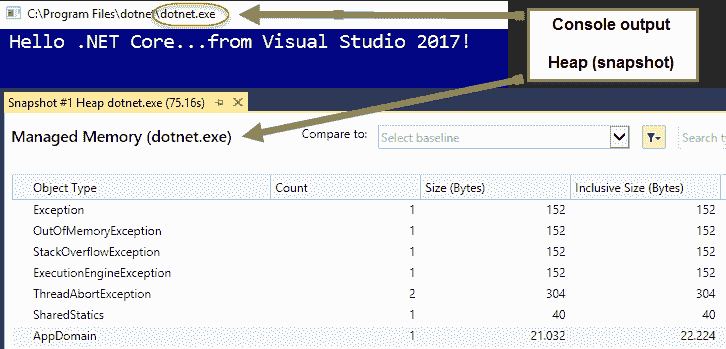 C:\Program Files\dotnet\dotnet.exe
Console output
Hello .NET Core...from Visual Studio 2017!
Heap (snapshot)
Snapshot #1 Heap dotnet.exe (75.16s)
Managed Memory (dotnet.exe) Compare to: Select baseline Search
Object Type Count Size (Bytes) Inclusive Size (Bytes)
Exception 1 152 152
OutOfMemoryException 1 152 152
StackOverflowException 1 152 152
ExecutionEngineException 1 152 152
ThreadAbortException 2 304 304
SharedStatics 1 40 40
AppDomain 1 21.032 22.224